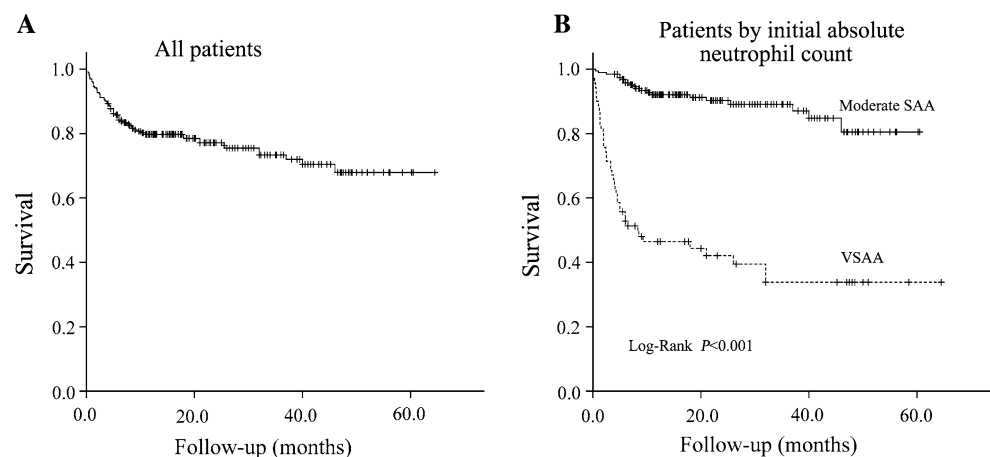 A
All patients
1.0
0.8
0.6
0.4
0.2
0.0
Survival
0.0 20.0 40.0 60.0
Follow-up (months)
B
Patients by initial absolute
neutrophil count
1.0
0.8
0.6
0.4
0.2
0.0
Survival
Moderate SAA
VSAA
Log-Rank P<0.001
0.0 20.0 40.0 60.0
Follow-up (months)